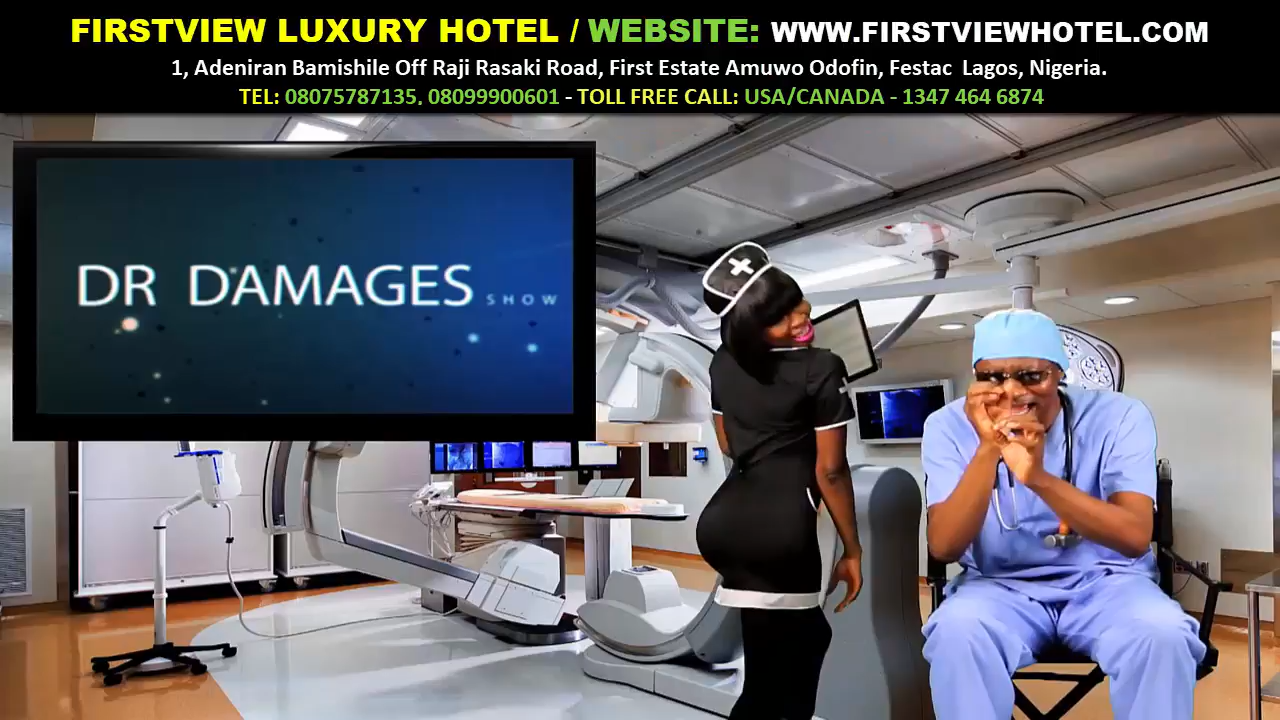 FIRSTVIEW LUXURY HOTEL / WEBSITE: WWW.FIRSTVIEWHOTEL.COM
1, Adeniran Bamishile Off Raji Rasaki Road, First Estate Amuwo Odofin, Festac Lagos, Nigeria.
TEL: 08075787135, 08099900601 - TOLL FREE CALL: USA/CANADA - 1347 464 6874
DR DAMAGES SHOW